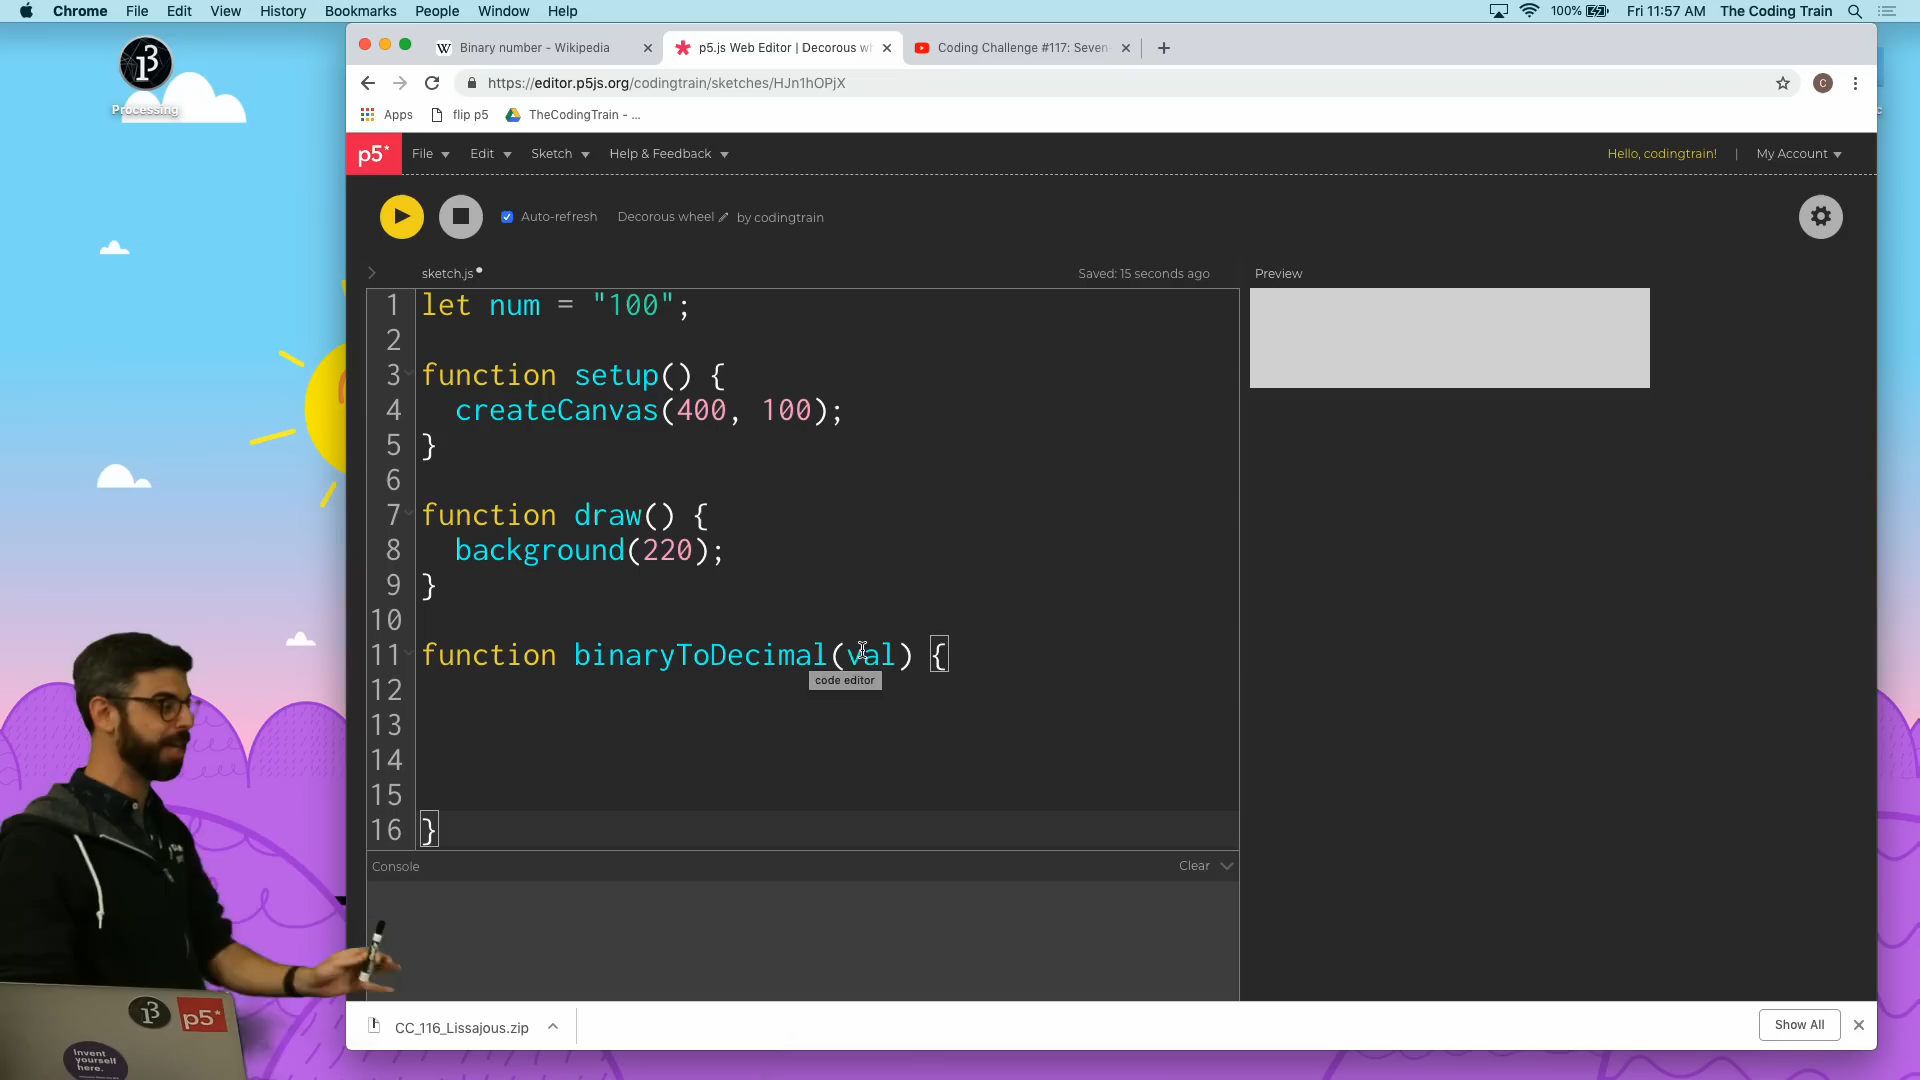 Chrome File Edit View History Bookmarks People Window Help 100% Fri 11:57 AM The Coding Train
Processing
W Binary number - Wikipedia
p5.js Web Editor | Decorous wh
Coding Challenge #117: Seven-
https://editor.p5js.org/codingtrain/sketches/HJn1hOPjX
C
Apps flip p5 TheCodingTrain - ...
p5* File Edit Sketch Help & Feedback Hello, codingtrain! | My Account
Auto-refresh Decorous wheel by codingtrain
sketch.js Saved: 15 seconds ago Preview
1 let num = "100";
2
3 function setup() {
4 createCanvas(400, 100);
5 }
6
7 function draw() {
8 background(220);
9 }
10
11 function binaryToDecimal(val) {
code editor
12
13
14
15
16 }
Console Clear
p5*
Invent
yourself
here.
CC_116_Lissajous.zip Show All